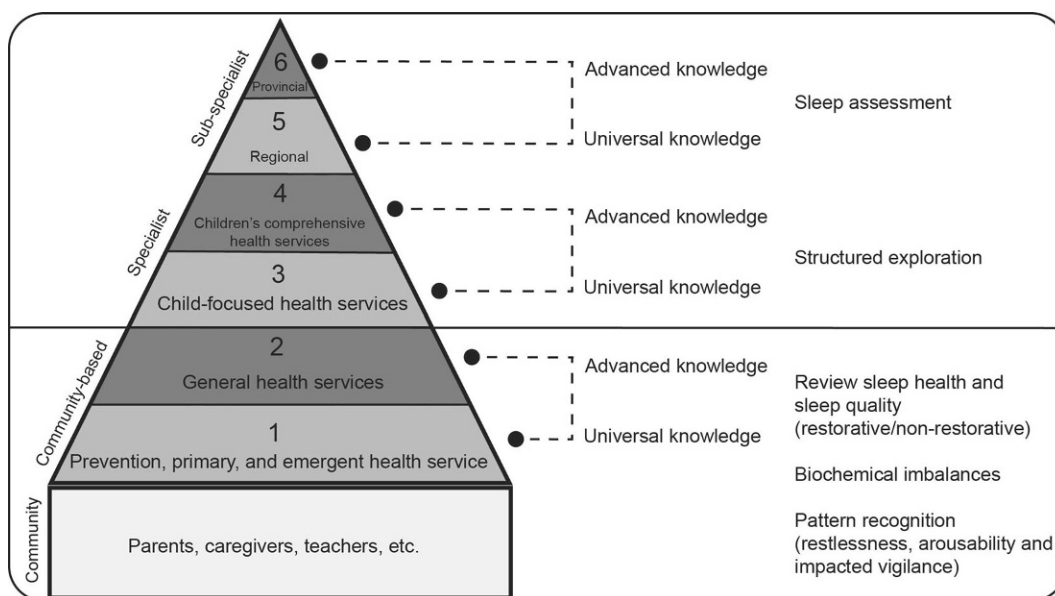 6
Provincial
5
Regional
4
Children's comprehensive
health services
3
Child-focused health services
2
General health services
1
Prevention, primary, and emergent health service
Parents, caregivers, teachers, etc.
Sub-specialist
Specialist
Community-based
Community
Advanced knowledge
Universal knowledge
Sleep assessment
Advanced knowledge
Universal knowledge
Structured exploration
Advanced knowledge
Universal knowledge
Review sleep health and
sleep quality
(restorative/non-restorative)
Biochemical imbalances
Pattern recognition
(restlessness, arousability and
impacted vigilance)